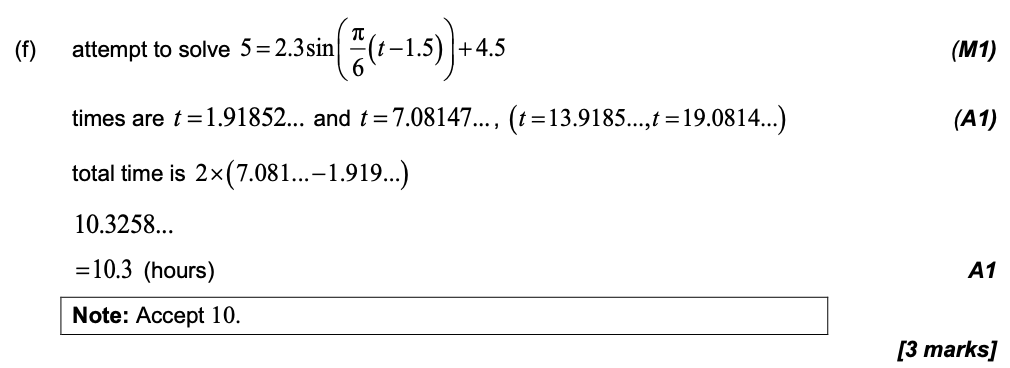 (f) attempt to solve 5 = 2.3sin(π/6(t − 1.5)) + 4.5 (M1)
times are t = 1.91852... and t = 7.08147..., (t = 13.9185...,t = 19.0814...) (A1)
total time is 2×(7.081...−1.919...)
10.3258...
=10.3 (hours) A1
Note: Accept 10.
[3 marks]